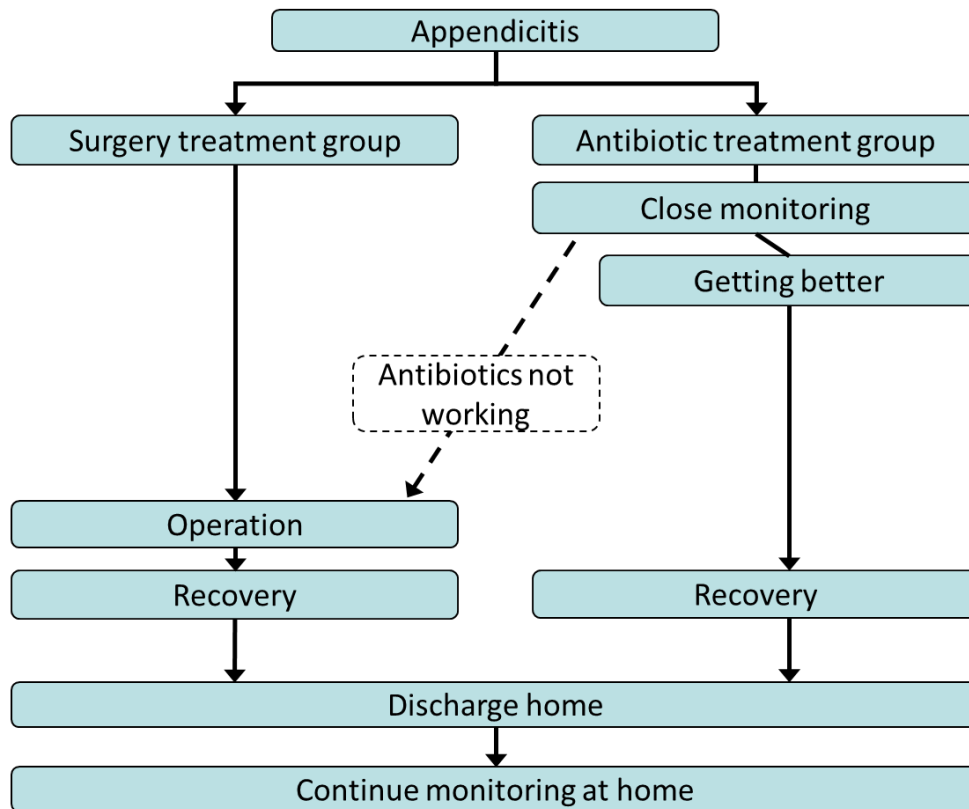 Appendicitis
Surgery treatment group
Antibiotic treatment group
Close monitoring
Getting better
Antibiotics not
working
Operation
Recovery
Recovery
Discharge home
Continue monitoring at home